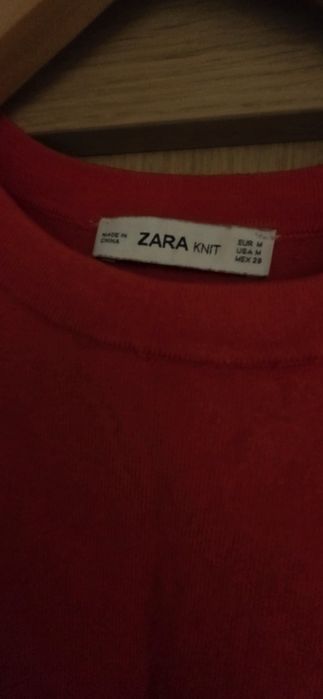 MADE IN
CHINA
ZARA KNIT
EUR M
USA M
MEX 28